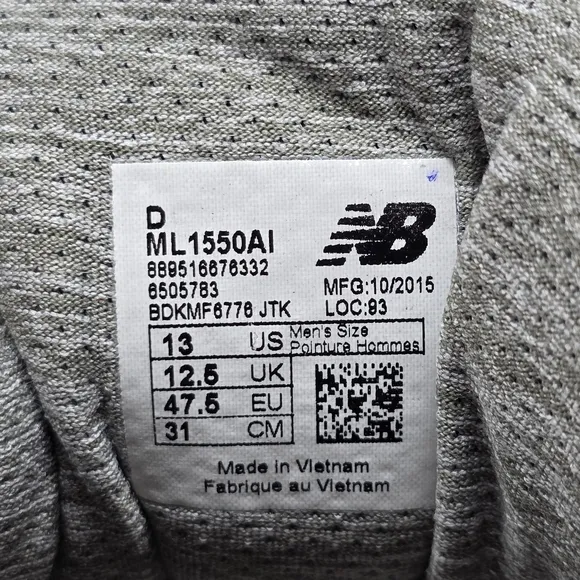 D
ML1550AI
NB
889516676332
6505783
MFG:10/2015
BDKMF6776 JTK
LOC:93
13 US Men's Size
Pointure Hommes
12.5 UK
47.5 EU
31 CM
Made in Vietnam
Fabrique au Vietnam